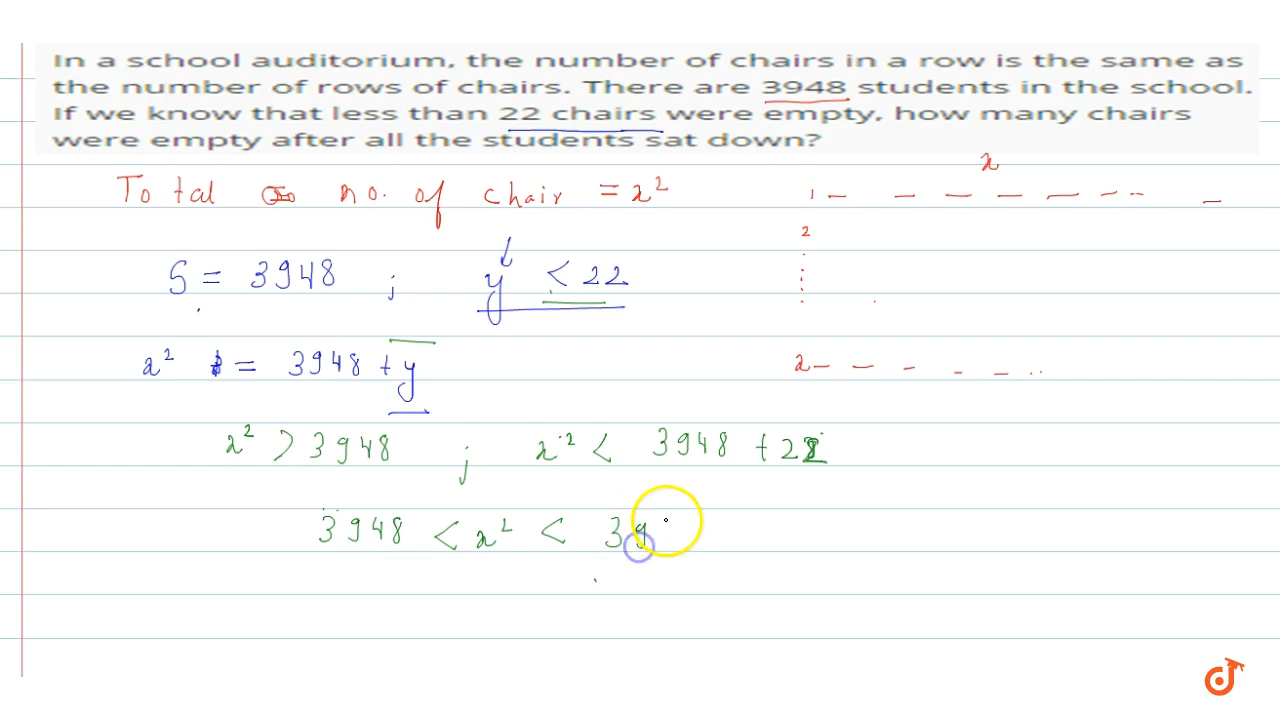 In a school auditorium, the number of chairs in a row is the same as
the number of rows of chairs. There are 3948 students in the school.
If we know that less than 22 chairs were empty, how many chairs
were empty after all the students sat down?
x
Total no. of chair = x²
1
2
S = 3948 ; y < 22
x² = 3948 + y
x
x² > 3948 ; x² < 3948 + 22
3948 < x² < 39